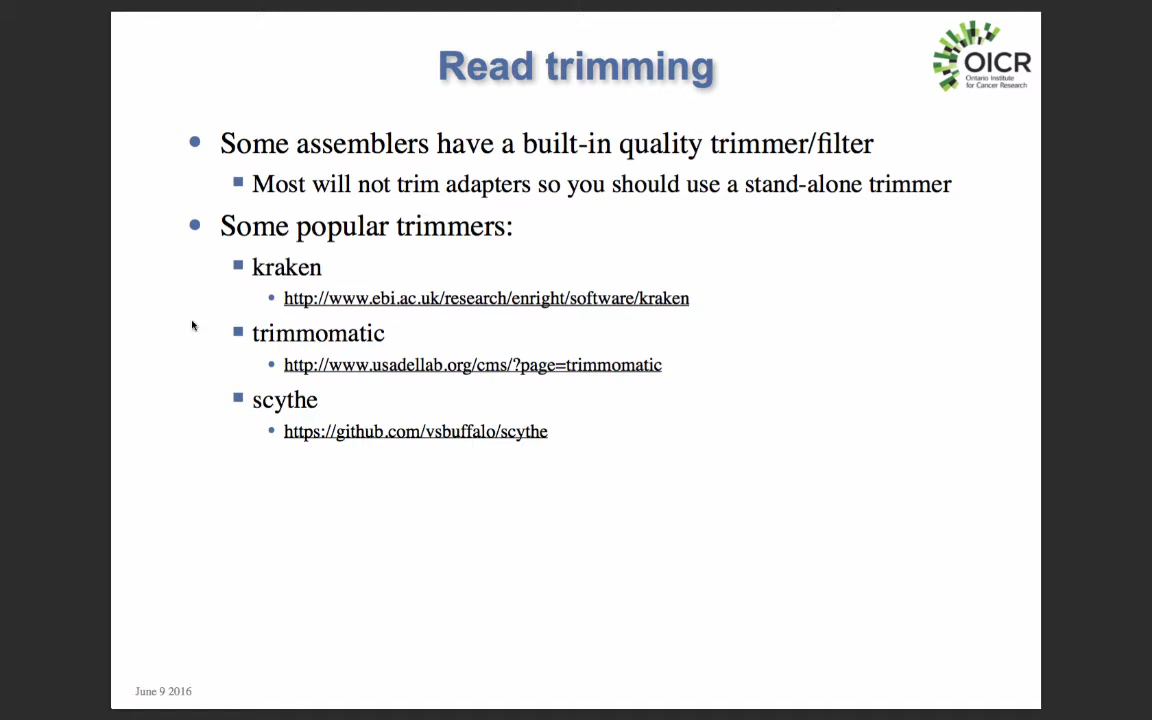 Read trimming
OICR
Ontario Institute
for Cancer Research
Some assemblers have a built-in quality trimmer/filter
Most will not trim adapters so you should use a stand-alone trimmer
Some popular trimmers:
kraken
http://www.ebi.ac.uk/research/enright/software/kraken
trimmomatic
http://www.usadellab.org/cms/?page=trimmomatic
scythe
https://github.com/vsbuffalo/scythe
June 9 2016